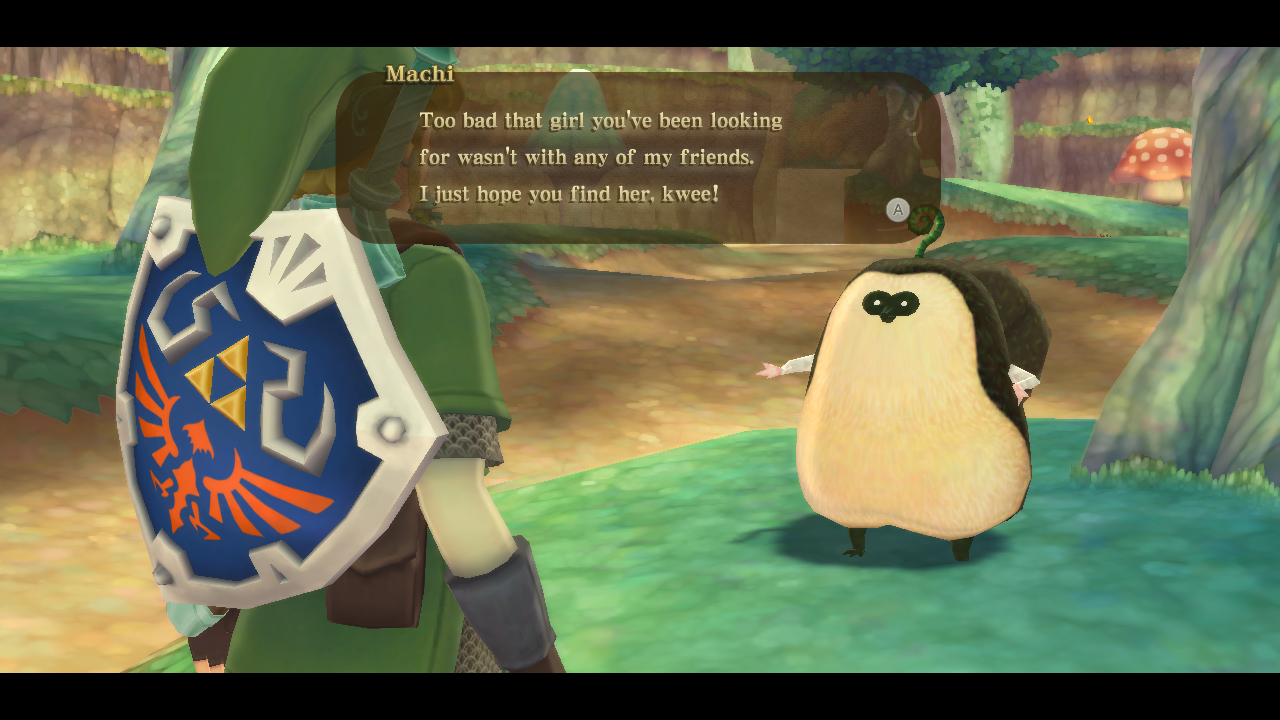 Machi
Too bad that girl you've been looking
for wasn't with any of my friends.
I just hope you find her, kwee!
A